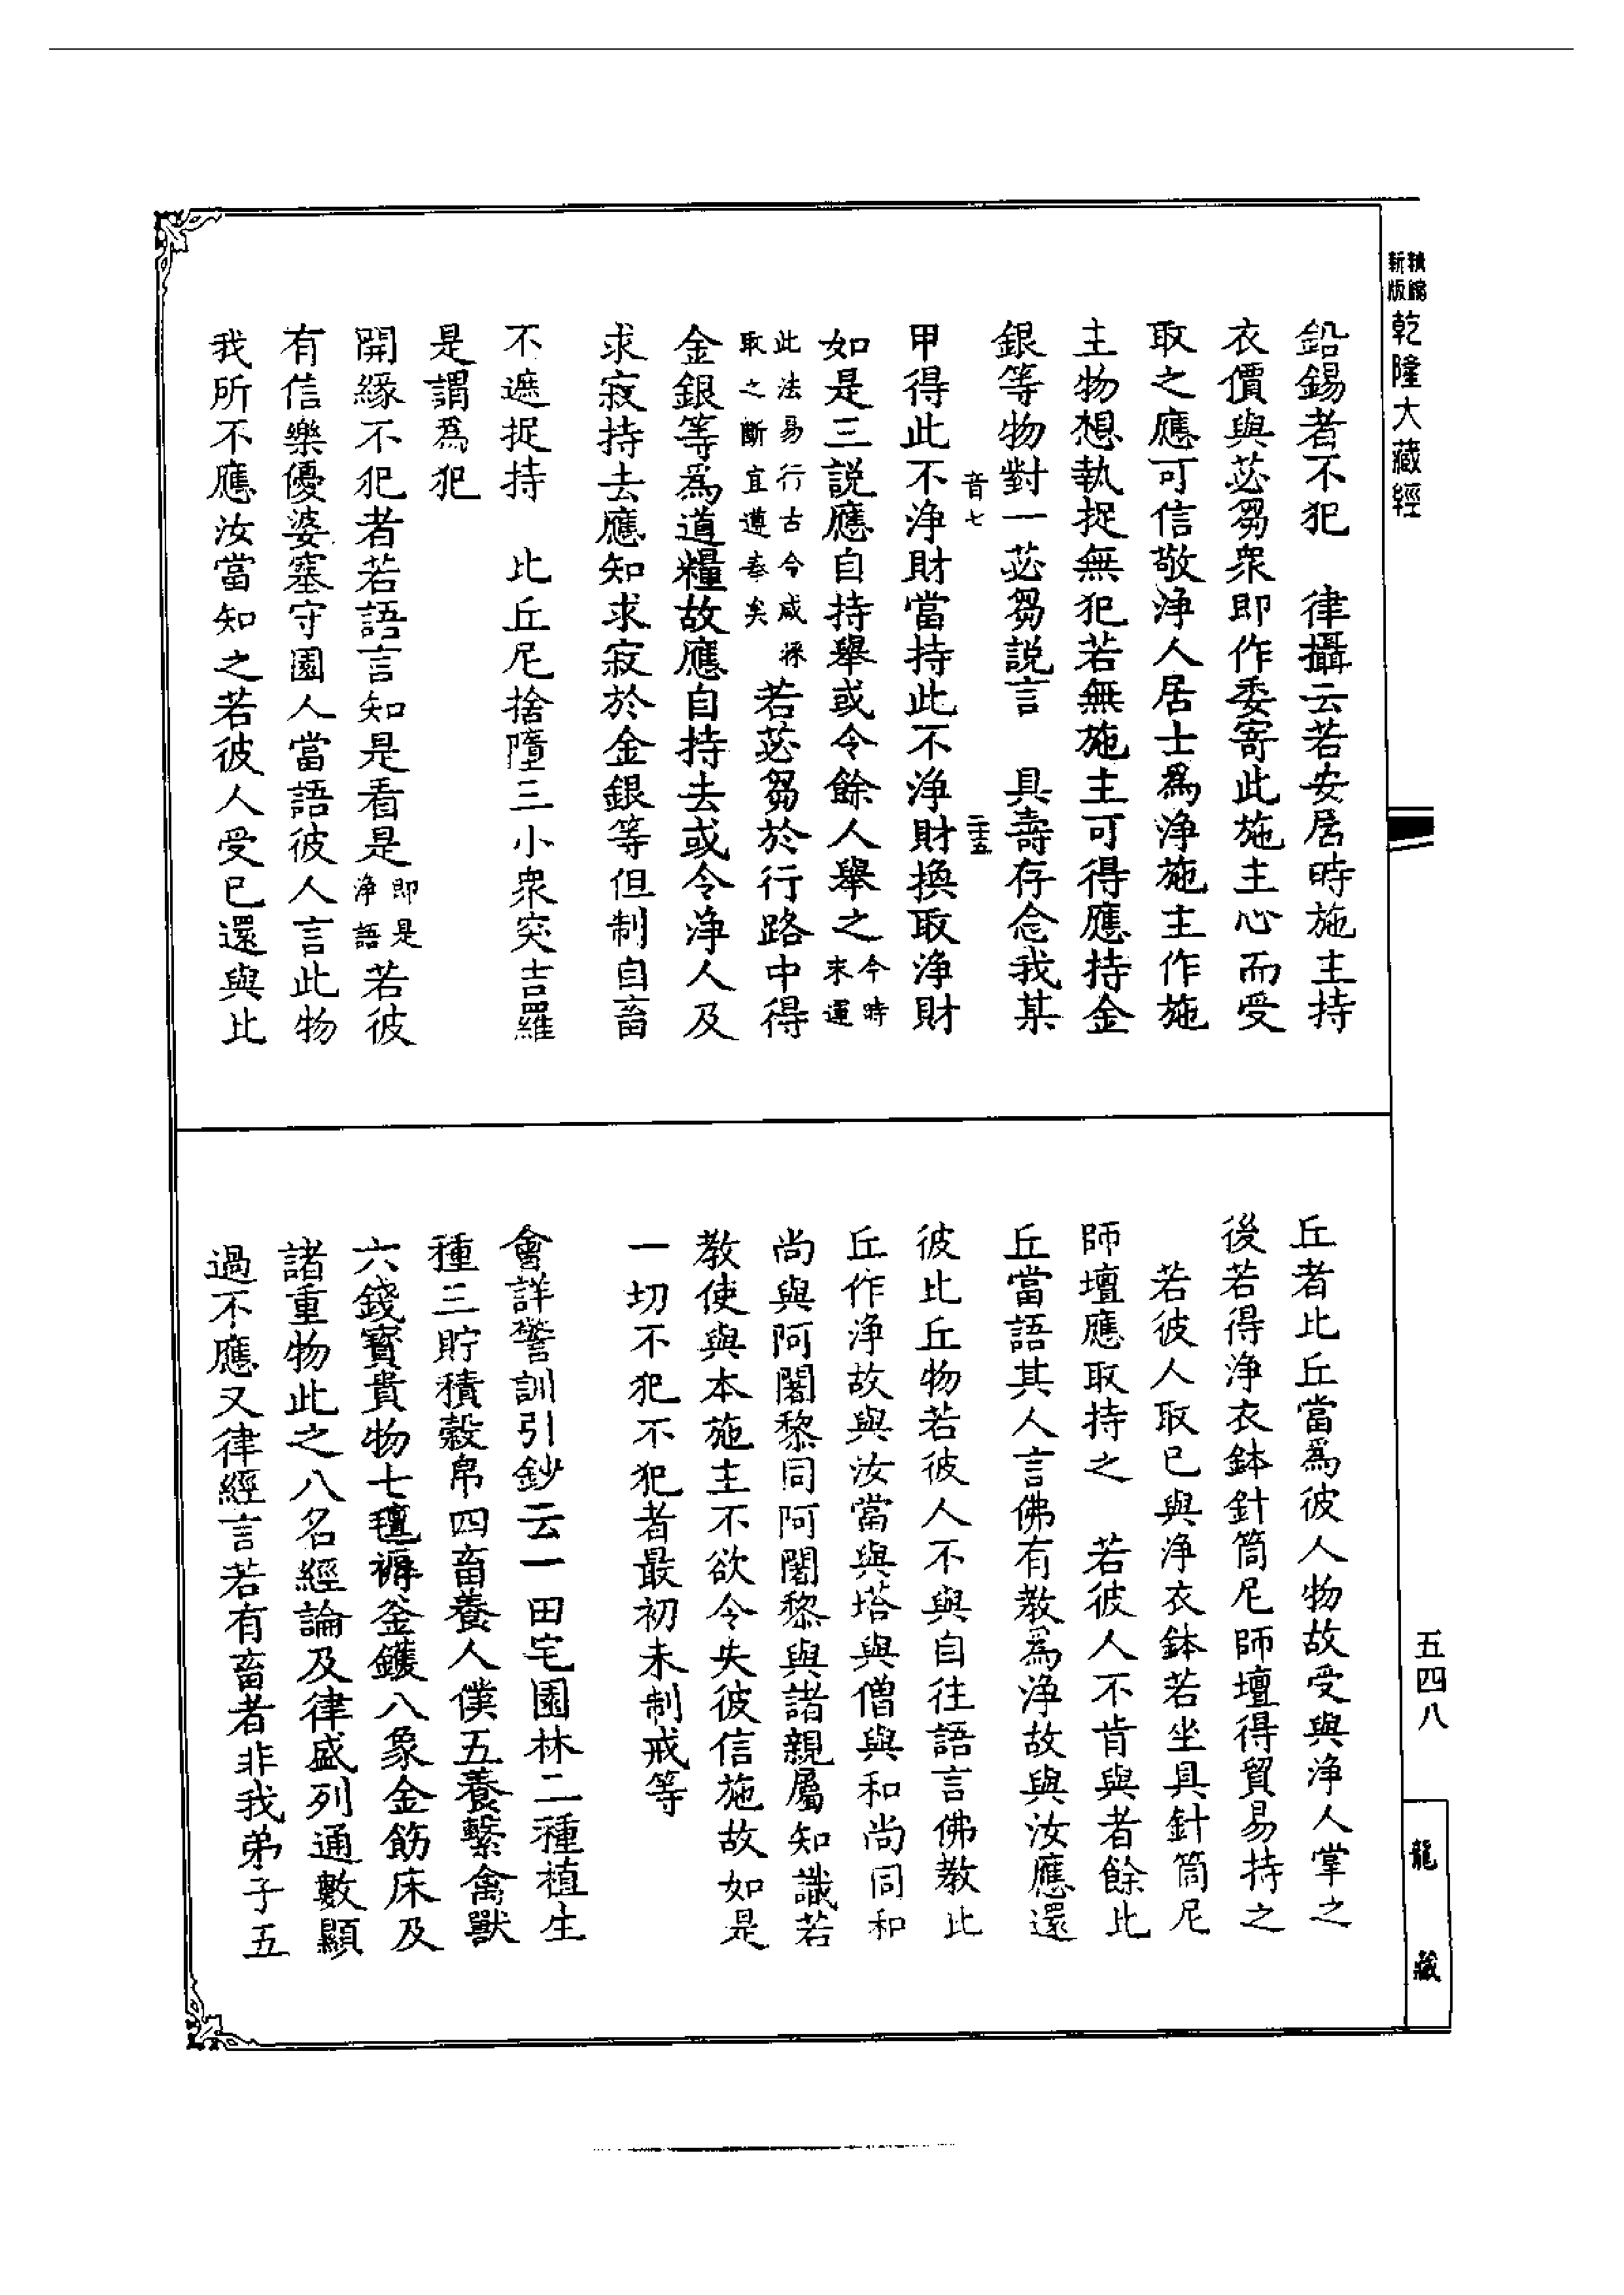 乾隆大藏經
鉛錫者不犯　律攝云若安居時施主持
衣價與苾芻衆即作委寄此施主心而受
取之應可信敬淨人居士爲淨施主作施
主物想執捉無犯若無施主可得應持金
銀等物對一苾芻説言　具壽存念我某
音七
二十五
甲得此不淨財當持此不淨財換取淨財
如是三説應自持舉或令餘人舉之今時末運
此法易行古今咸採取之斷宜遵奉矣若苾芻於行路中得
金銀等爲道糧故應自持去或令淨人及
求寂持去應知求寂於金銀等但制自畜
不遮捉持　比丘尼捨墮三小衆突吉羅
是謂爲犯
開緣不犯者若語言知是看是即是淨語若彼
有信樂優婆塞守園人當語彼人言此物
我所不應汝當知之若彼人受已還與比
丘者比丘當爲彼人物故受與淨人掌之
後若得淨衣鉢針筒尼師壇得貿易持之
若彼人取已與淨衣鉢若坐具針筒尼
師壇應取持之　若彼人不肯與者餘比
丘當語其人言佛有教爲淨故與汝應還
彼比丘物若彼人不與自往語言佛教比
丘作淨故與汝當與塔與僧與和尚同和
尚與阿闍黎同阿闍黎與諸親屬知識若
教使與本施主不欲令失彼信施故如是
一切不犯不犯者最初未制戒等
會詳警訓引鈔云一田宅園林二種植生
種三貯積穀帛四畜養人僕五養繫禽獸
六錢寳貴物七氊褥釜鑊八象金飾床及
諸重物此之八名經論及律盛列通數顯
過不應又律經言若有畜者非我弟子五
五四八
龍藏